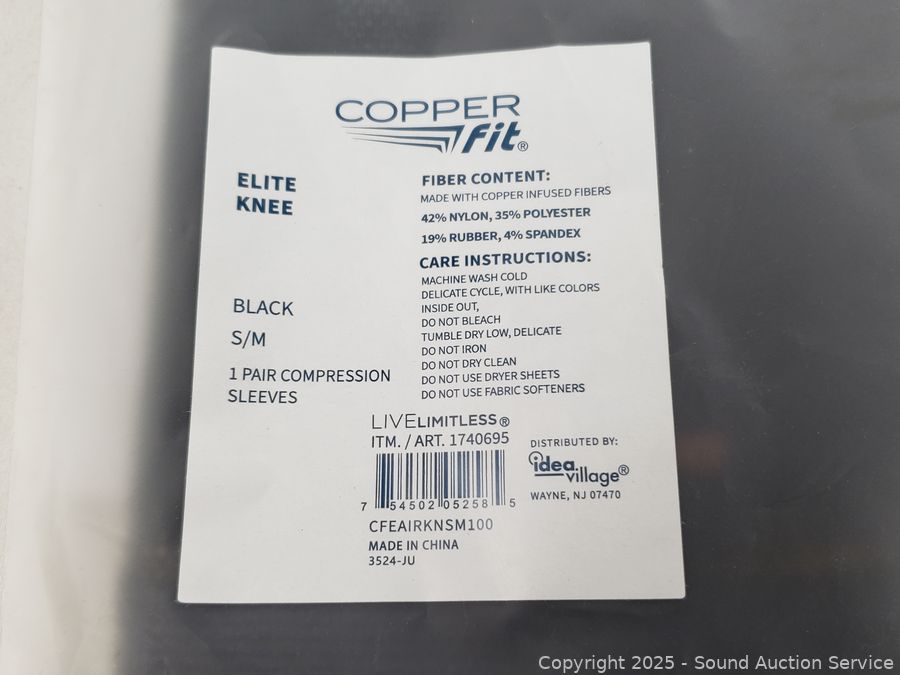 COPPER
Fit®
ELITE
KNEE
BLACK
S/M
1 PAIR COMPRESSION
SLEEVES
FIBER CONTENT:
MADE WITH COPPER INFUSED FIBERS
42% NYLON, 35% POLYESTER
19% RUBBER, 4% SPANDEX
CARE INSTRUCTIONS:
MACHINE WASH COLD
DELICATE CYCLE, WITH LIKE COLORS
INSIDE OUT,
DO NOT BLEACH
TUMBLE DRY LOW, DELICATE
DO NOT IRON
DO NOT DRY CLEAN
DO NOT USE DRYER SHEETS
DO NOT USE FABRIC SOFTENERS
LIVELIMITLESS®
ITM. / ART. 1740695
7 54502 05258 5
CFEAIRKNSM100
MADE IN CHINA
3524-JU
DISTRIBUTED BY:
idea
village®
WAYNE, NJ 07470
Copyright © 2025 - Sound Auction Service